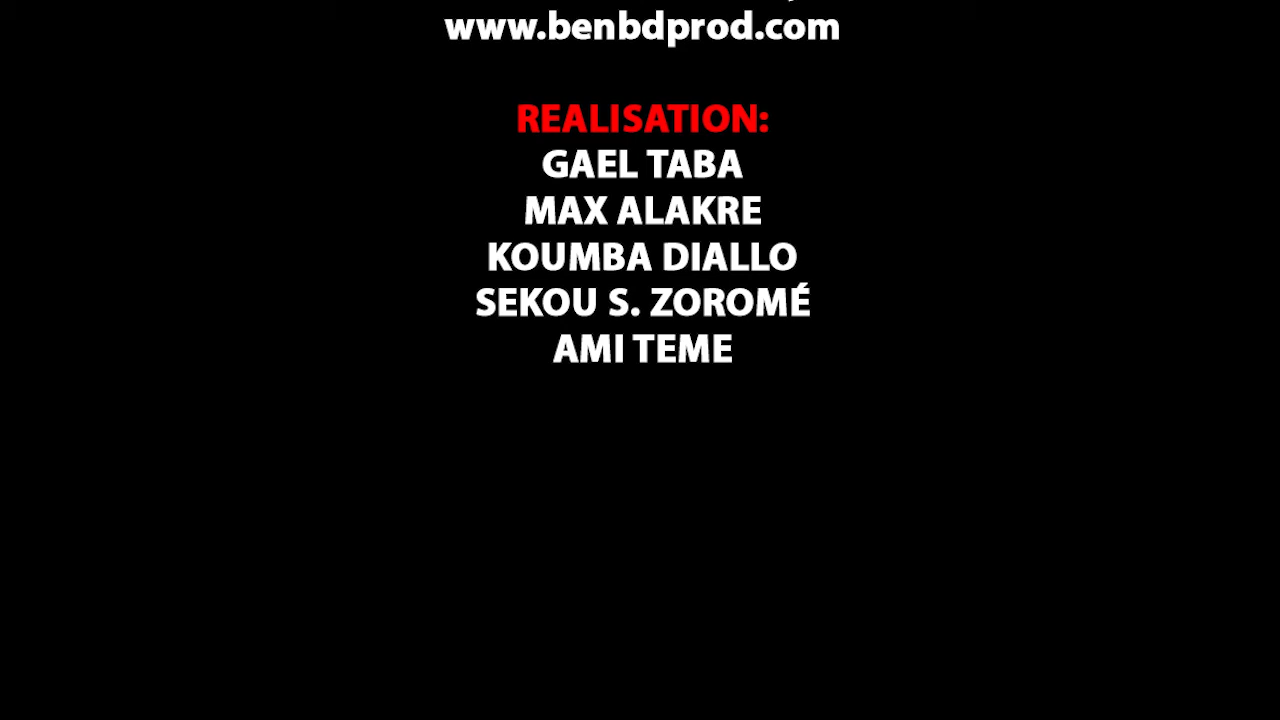 www.benbdprod.com
REALISATION:
GAEL TABA
MAX ALAKRE
KOUMBA DIALLO
SEKOU S. ZOROMÉ
AMI TEME